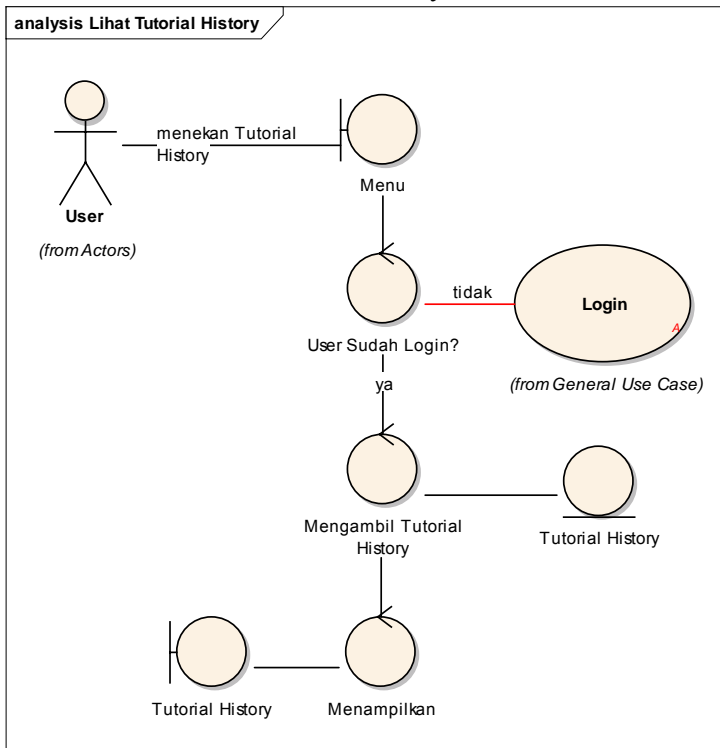 analysis Lihat Tutorial History
menekan Tutorial
History
Menu
User
(from Actors)
tidak
Login
A
User Sudah Login?
(from General Use Case)
ya
Mengambil Tutorial
History
Tutorial History
Tutorial History
Menampilkan